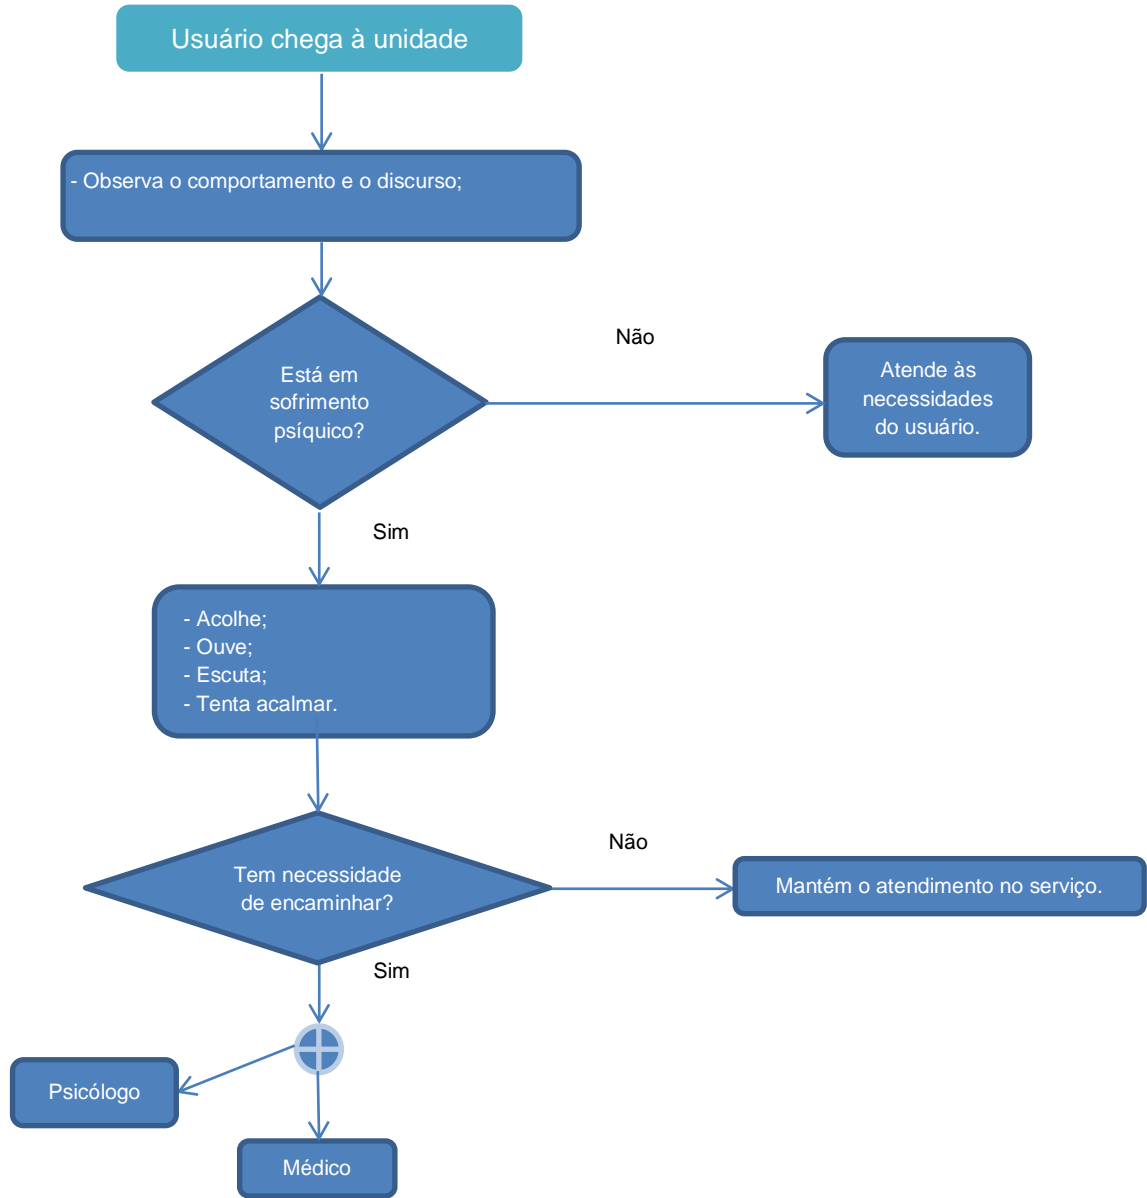 Usuário chega à unidade
- Observa o comportamento e o discurso;
Não
Está em
sofrimento
psíquico?
Atende às
necessidades
do usuário.
Sim
- Acolhe;
- Ouve;
- Escuta;
- Tenta acalmar.
Não
Tem necessidade
de encaminhar?
Mantém o atendimento no serviço.
Sim
Psicólogo
Médico